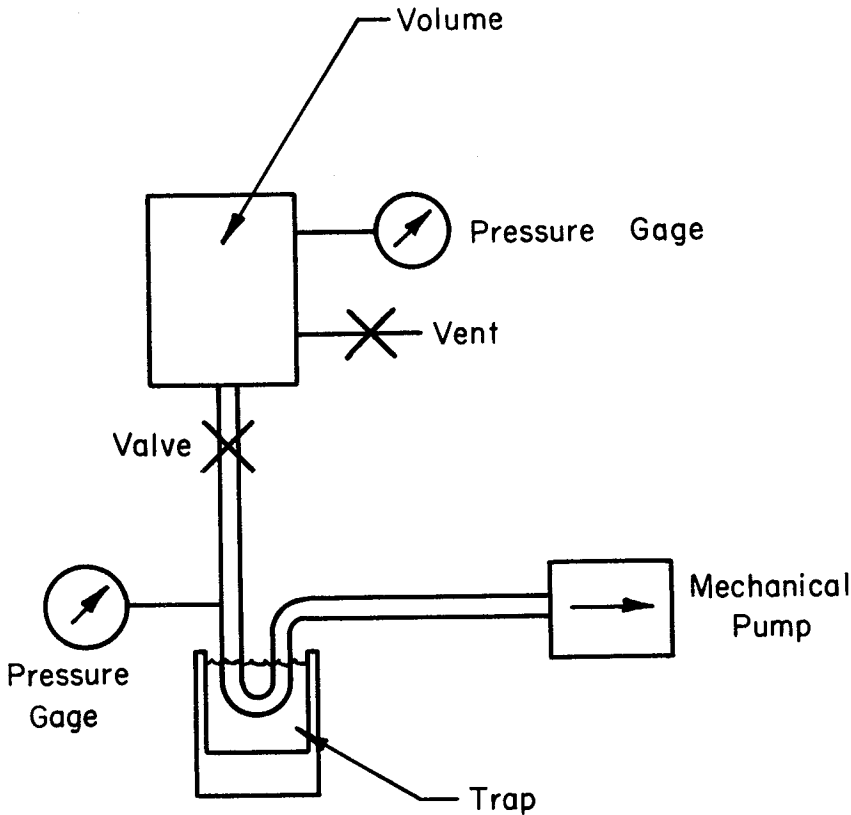 Volume
Pressure Gage
Vent
Valve
Mechanical
Pump
Pressure
Gage
Trap